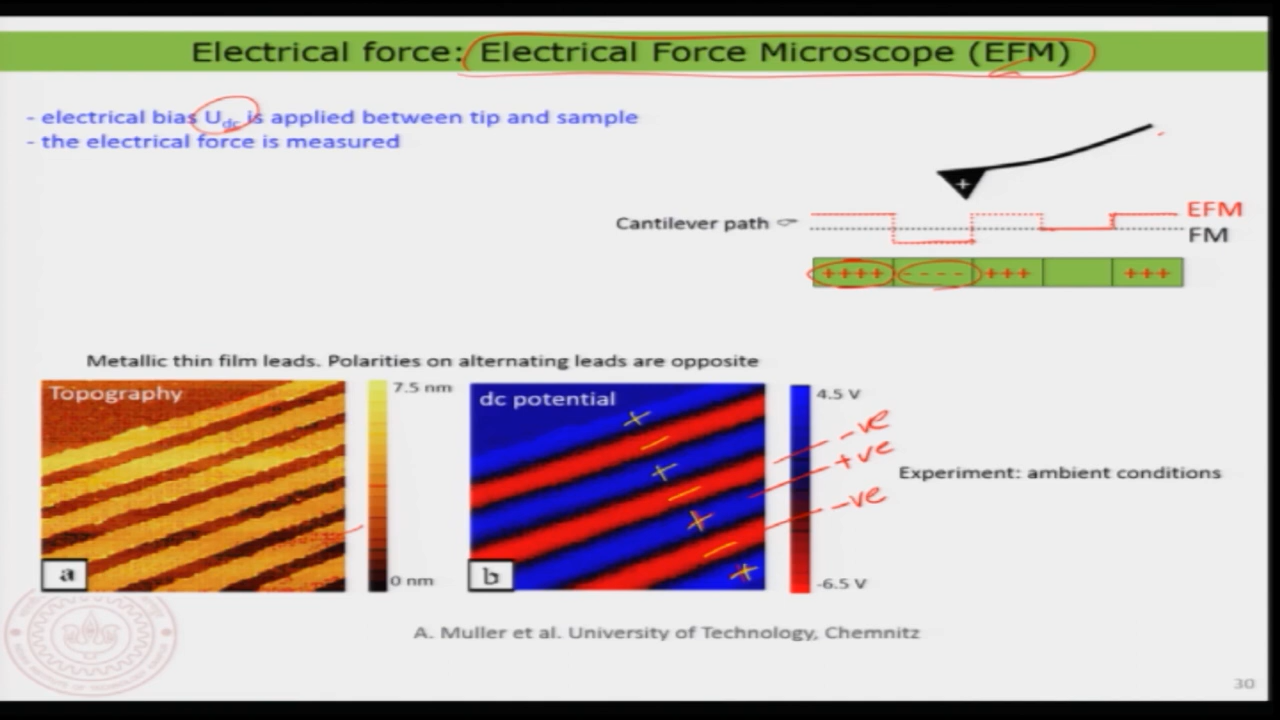 Electrical force: Electrical Force Microscope (EFM)
- electrical bias Udc is applied between tip and sample
- the electrical force is measured
+
Cantilever path
EFM
FM
++++ - - - - +++ +++
Metallic thin film leads. Polarities on alternating leads are opposite
Topography
7.5 nm
0 nm
a
dc potential
4.5 V
-6.5 V
b
+
−
+
−
+
−
+
-ve
+ve
-ve
Experiment: ambient conditions
A. Muller et al. University of Technology, Chemnitz
30